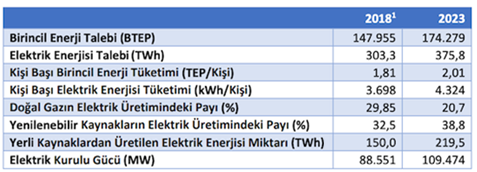 2018¹ 2023
Birincil Enerji Talebi (BTEP) 147.955 174.279
Elektrik Enerjisi Talebi (TWh) 303,3 375,8
Kişi Başı Birincil Enerji Tüketimi (TEP/Kişi) 1,81 2,01
Kişi Başı Elektrik Enerjisi Tüketimi (kWh/Kişi) 3.698 4.324
Doğal Gazın Elektrik Üretimindeki Payı (%) 29,85 20,7
Yenilenebilir Kaynakların Elektrik Üretimindeki Payı (%) 32,5 38,8
Yerli Kaynaklardan Üretilen Elektrik Enerjisi Miktarı (TWh) 150,0 219,5
Elektrik Kurulu Gücü (MW) 88.551 109.474